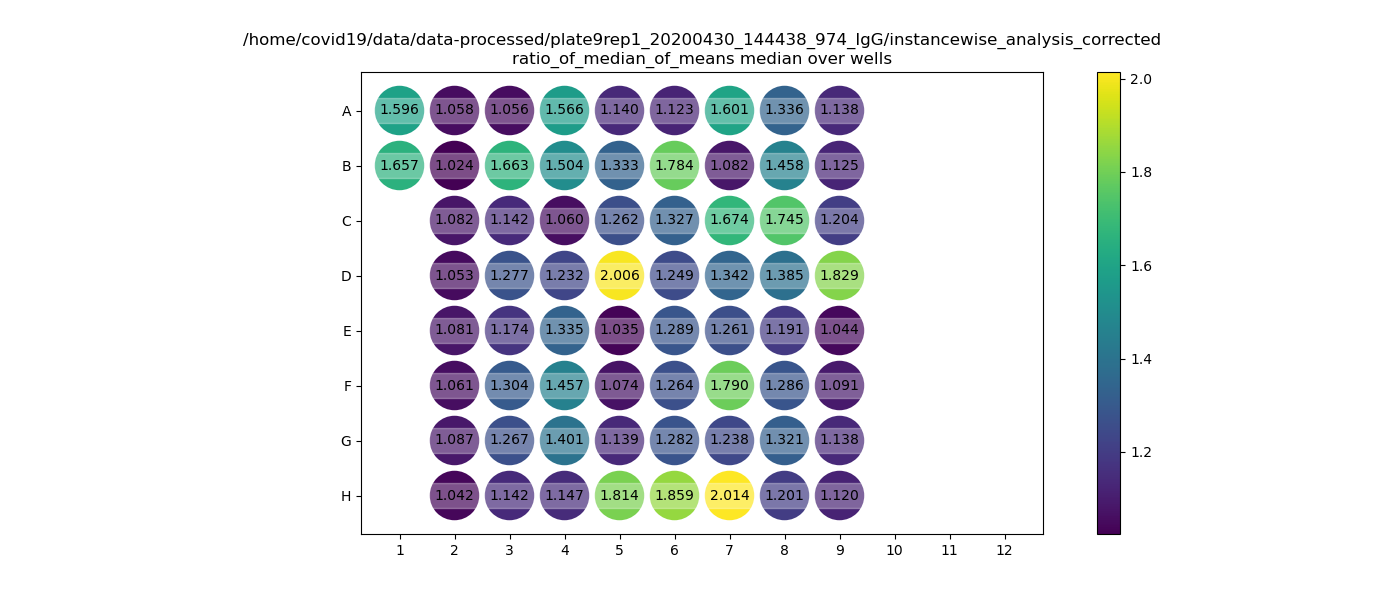 /home/covid19/data/data-processed/plate9rep1_20200430_144438_974_IgG/instancewise_analysis_corrected
ratio_of_median_of_means median over wells
A 1.596 1.058 1.056 1.566 1.140 1.123 1.601 1.336 1.138
B 1.657 1.024 1.663 1.504 1.333 1.784 1.082 1.458 1.125
C 1.082 1.142 1.060 1.262 1.327 1.674 1.745 1.204
D 1.053 1.277 1.232 2.006 1.249 1.342 1.385 1.829
E 1.081 1.174 1.335 1.035 1.289 1.261 1.191 1.044
F 1.061 1.304 1.457 1.074 1.264 1.790 1.286 1.091
G 1.087 1.267 1.401 1.139 1.282 1.238 1.321 1.138
H 1.042 1.142 1.147 1.814 1.859 2.014 1.201 1.120
1 2 3 4 5 6 7 8 9 10 11 12
2.0
1.8
1.6
1.4
1.2